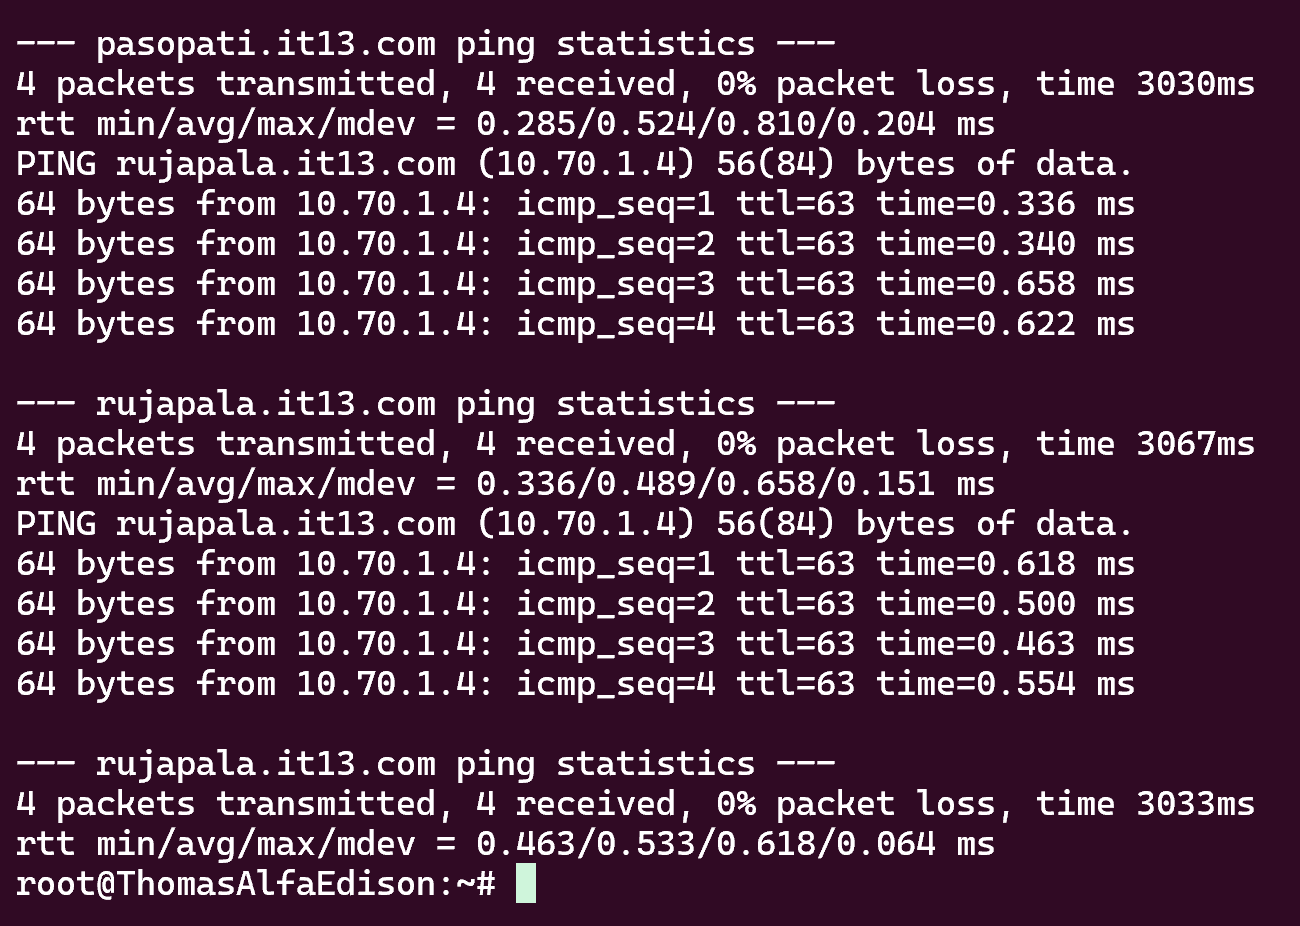 --- pasopati.it13.com ping statistics ---
4 packets transmitted, 4 received, 0% packet loss, time 3030ms
rtt min/avg/max/mdev = 0.285/0.524/0.810/0.204 ms
PING rujapala.it13.com (10.70.1.4) 56(84) bytes of data.
64 bytes from 10.70.1.4: icmp_seq=1 ttl=63 time=0.336 ms
64 bytes from 10.70.1.4: icmp_seq=2 ttl=63 time=0.340 ms
64 bytes from 10.70.1.4: icmp_seq=3 ttl=63 time=0.658 ms
64 bytes from 10.70.1.4: icmp_seq=4 ttl=63 time=0.622 ms

--- rujapala.it13.com ping statistics ---
4 packets transmitted, 4 received, 0% packet loss, time 3067ms
rtt min/avg/max/mdev = 0.336/0.489/0.658/0.151 ms
PING rujapala.it13.com (10.70.1.4) 56(84) bytes of data.
64 bytes from 10.70.1.4: icmp_seq=1 ttl=63 time=0.618 ms
64 bytes from 10.70.1.4: icmp_seq=2 ttl=63 time=0.500 ms
64 bytes from 10.70.1.4: icmp_seq=3 ttl=63 time=0.463 ms
64 bytes from 10.70.1.4: icmp_seq=4 ttl=63 time=0.554 ms

--- rujapala.it13.com ping statistics ---
4 packets transmitted, 4 received, 0% packet loss, time 3033ms
rtt min/avg/max/mdev = 0.463/0.533/0.618/0.064 ms
root@ThomasAlfaEdison:~#